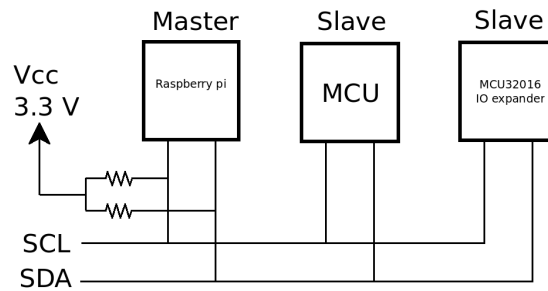 Master
Slave
Slave
Raspberry pi
MCU
MCU32016
IO expander
Vcc
3.3 V
SCL
SDA